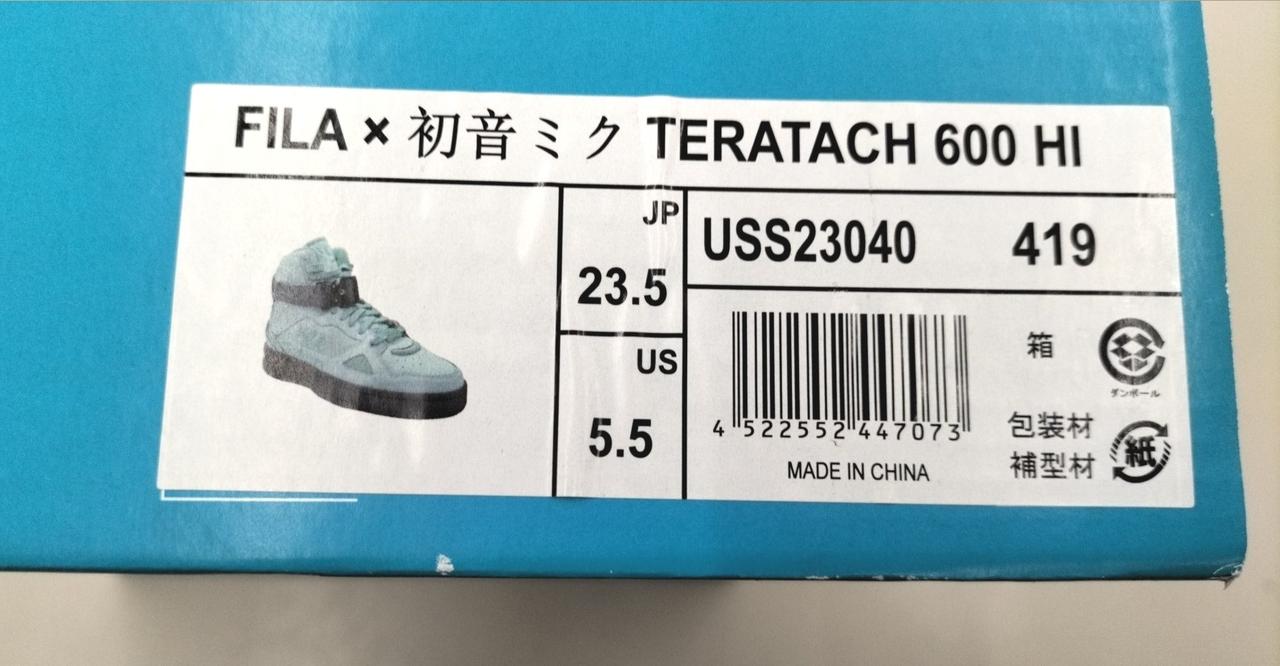 FILA × 初音ミク TERATACH 600 HI
JP
23.5
US
5.5
USS23040 419
4 522552 447073
MADE IN CHINA
箱
ダンボール
包装材
補型材
紙